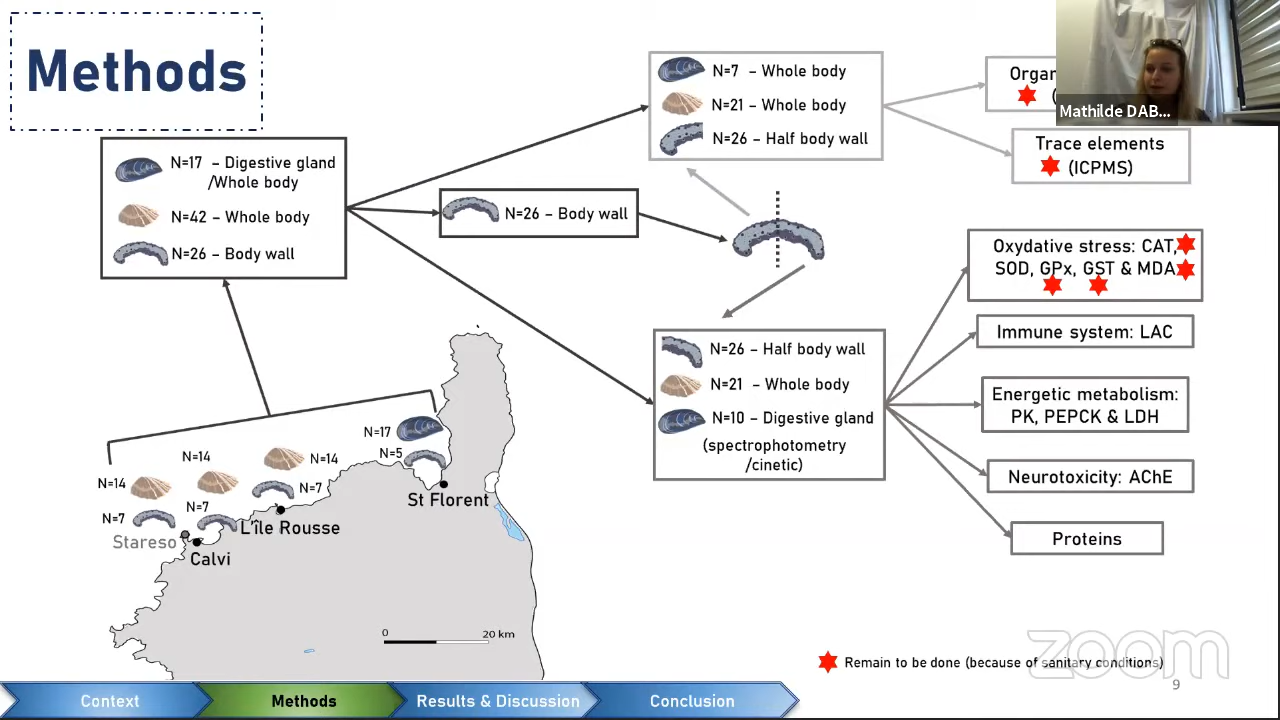 Methods
N=17 – Digestive gland
/Whole body
N=42 – Whole body
N=26 – Body wall
N=26 – Body wall
N=7 – Whole body
N=21 – Whole body
N=26 – Half body wall
Trace elements
(ICPMS)
Mathilde DAB...
N=26 – Half body wall
N=21 – Whole body
N=10 – Digestive gland
(spectrophotometry
/cinetic)
Oxydative stress: CAT,
SOD, GPx, GST & MDA
Immune system: LAC
Energetic metabolism:
PK, PEPCK & LDH
Neurotoxicity: AChE
Proteins
N=17
N=5
St Florent
N=14
N=7
L'île Rousse
N=14
N=7
Calvi
N=14
N=7
Stareso
0 20 km
Remain to be done (because of sanitary conditions)
zoom
9
Context
Methods
Results & Discussion
Conclusion